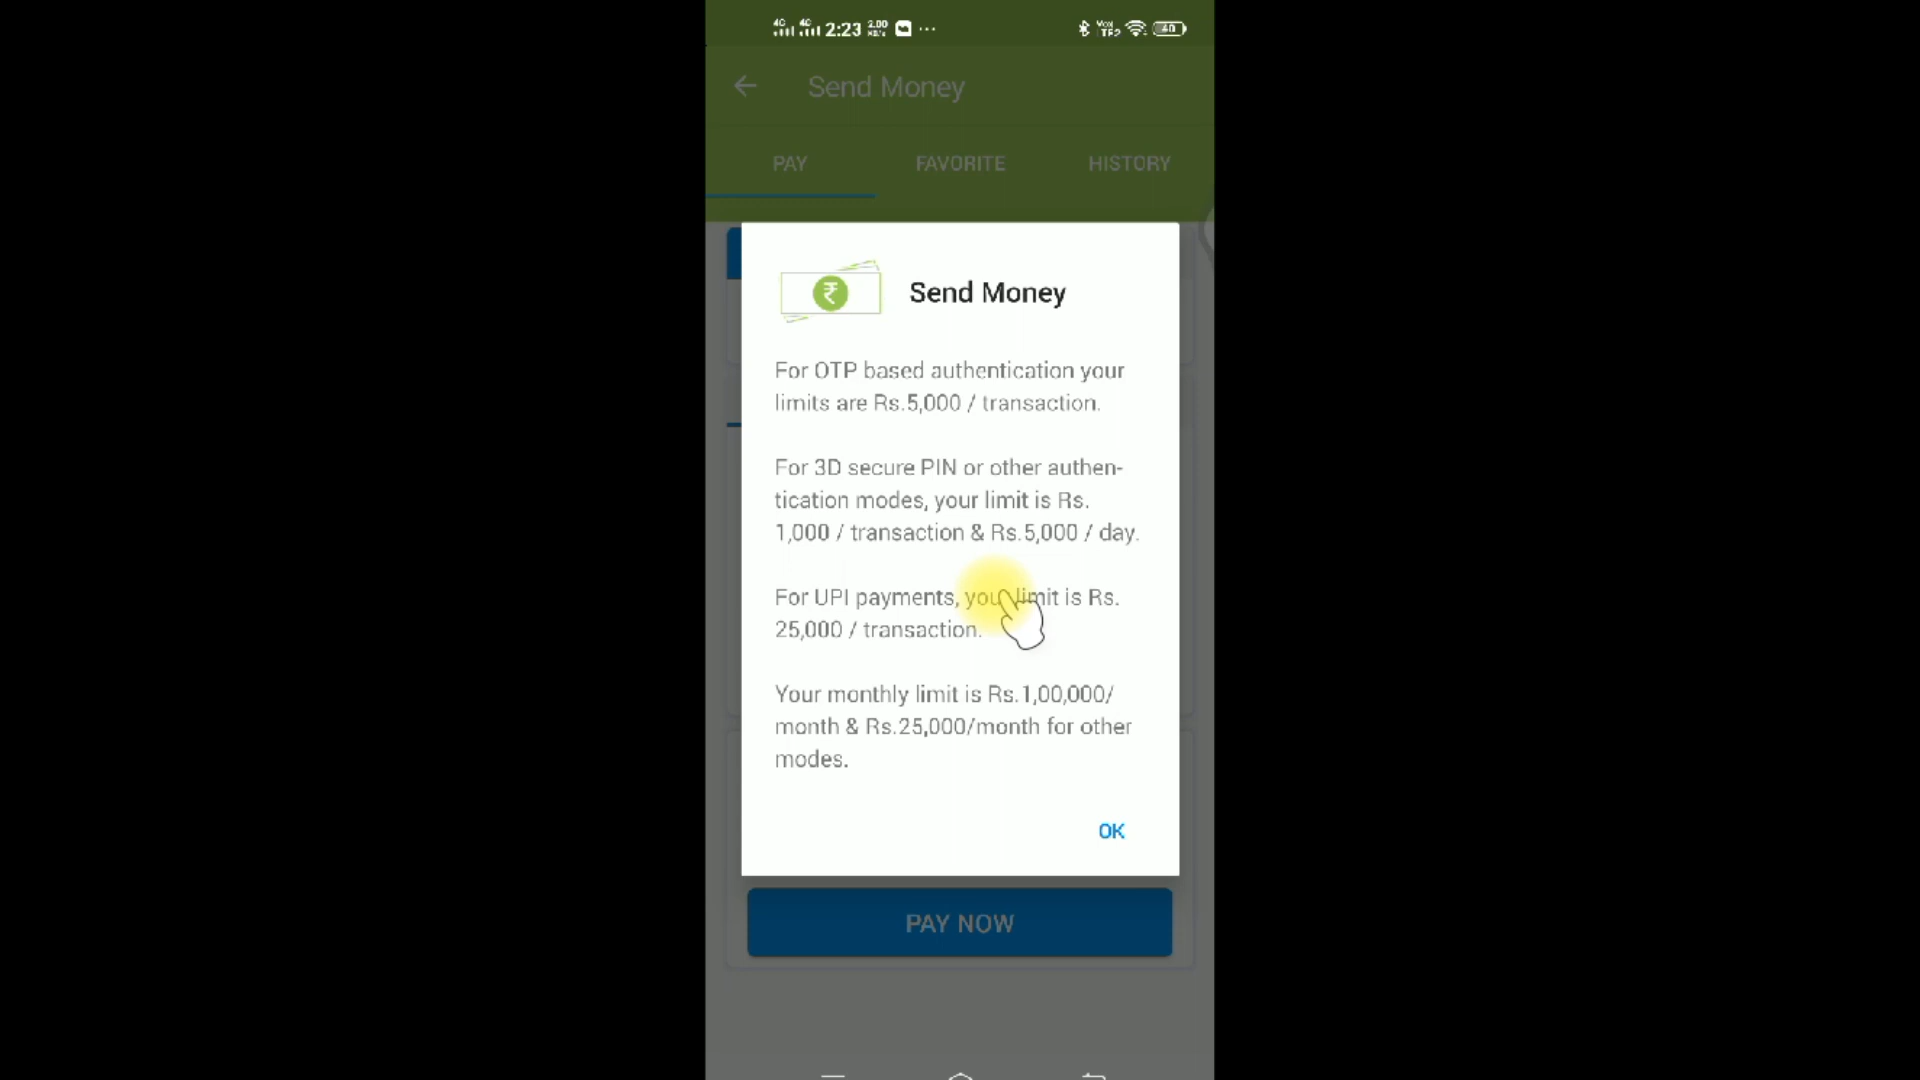 2:23
Send Money
PAY FAVORITE HISTORY
Send Money
For OTP based authentication your
limits are Rs.5,000 / transaction.
For 3D secure PIN or other authen-
tication modes, your limit is Rs.
1,000 / transaction & Rs.5,000 / day.
For UPI payments, limit is Rs.
25,000 / transaction.
Your monthly limit is Rs.1,00,000/
month & Rs.25,000/month for other
modes.
OK
PAY NOW